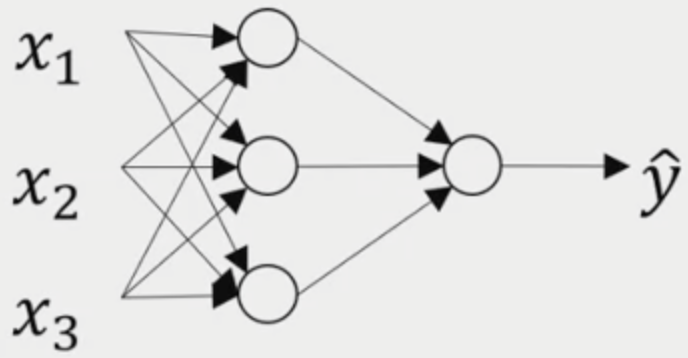 x₁
x₂
ŷ
x₃